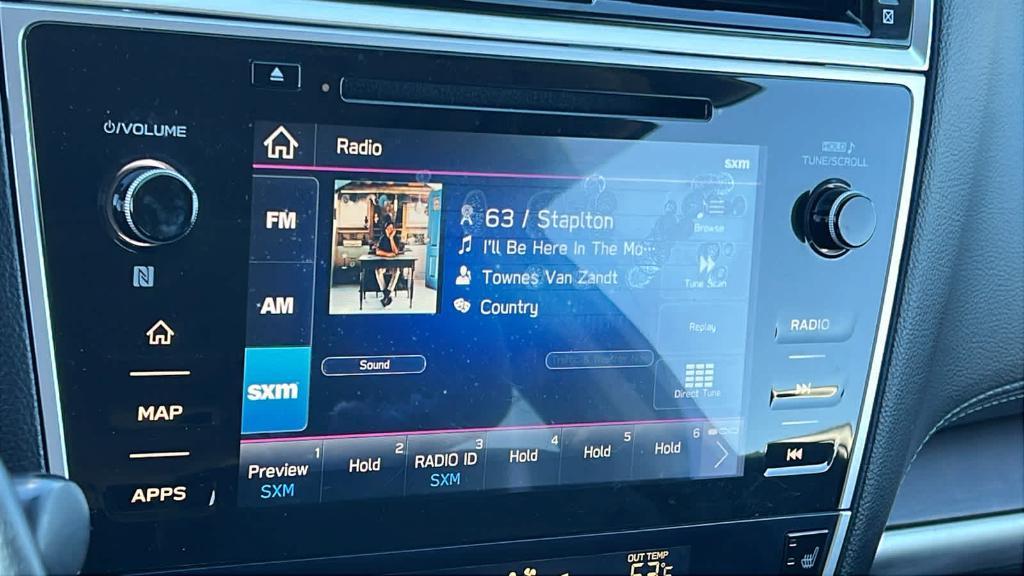 /VOLUME
HOLD
TUNE/SCROLL
Radio
sxm
FM
63 / Staplton
Browse
I'll Be Here In The Mo...
AM
Townes Van Zandt
Tune Scan
Country
Replay
RADIO
Sound
sxm
Direct Tune
MAP
1
2
3
4
5
6
Preview
Hold
RADIO ID
Hold
Hold
Hold
SXM
SXM
APPS
OUT TEMP